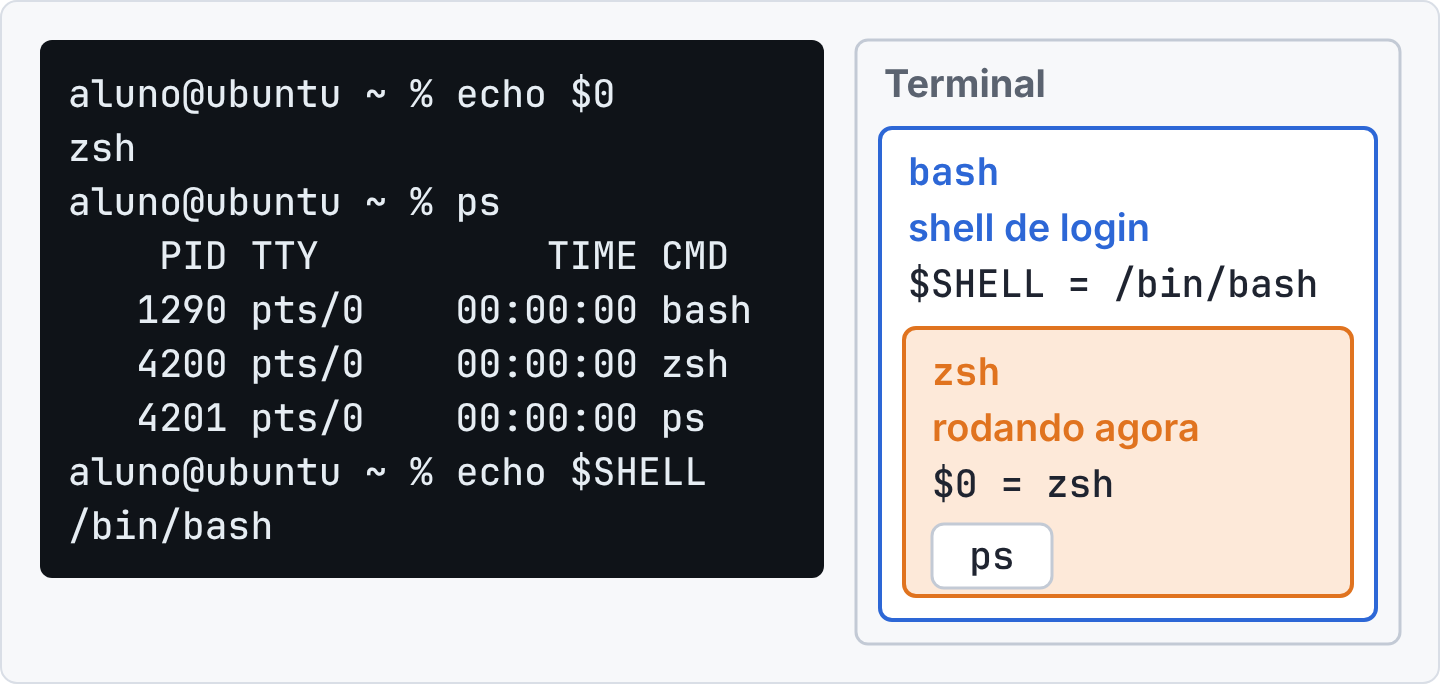 aluno@ubuntu ~ % echo $0
zsh
aluno@ubuntu ~ % ps
    PID TTY          TIME CMD
   1290 pts/0    00:00:00 bash
   4200 pts/0    00:00:00 zsh
   4201 pts/0    00:00:00 ps
aluno@ubuntu ~ % echo $SHELL
/bin/bash
Terminal
bash
shell de login
$SHELL = /bin/bash
zsh
rodando agora
$0 = zsh
ps